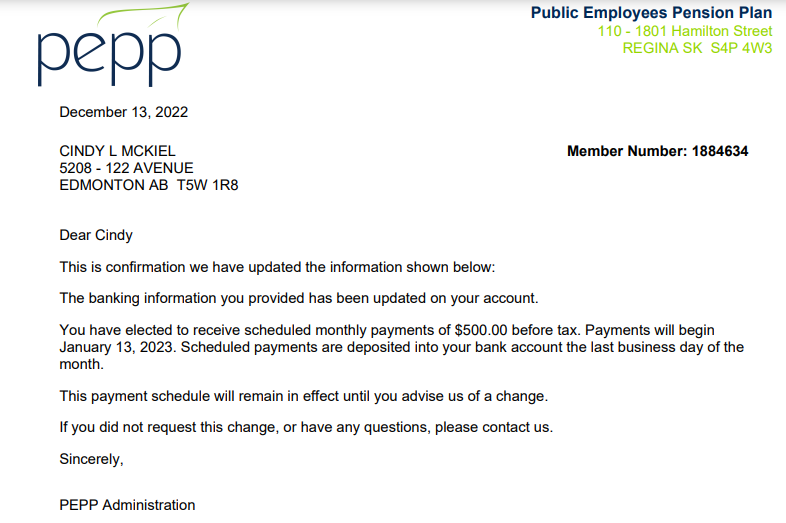 pepp
Public Employees Pension Plan
110 - 1801 Hamilton Street
REGINA SK  S4P 4W3
December 13, 2022
CINDY L MCKIEL
Member Number: 1884634
5208 - 122 AVENUE
EDMONTON AB  T5W 1R8
Dear Cindy
This is confirmation we have updated the information shown below:
The banking information you provided has been updated on your account.
You have elected to receive scheduled monthly payments of $500.00 before tax. Payments will begin
January 13, 2023. Scheduled payments are deposited into your bank account the last business day of the
month.
This payment schedule will remain in effect until you advise us of a change.
If you did not request this change, or have any questions, please contact us.
Sincerely,
PEPP Administration